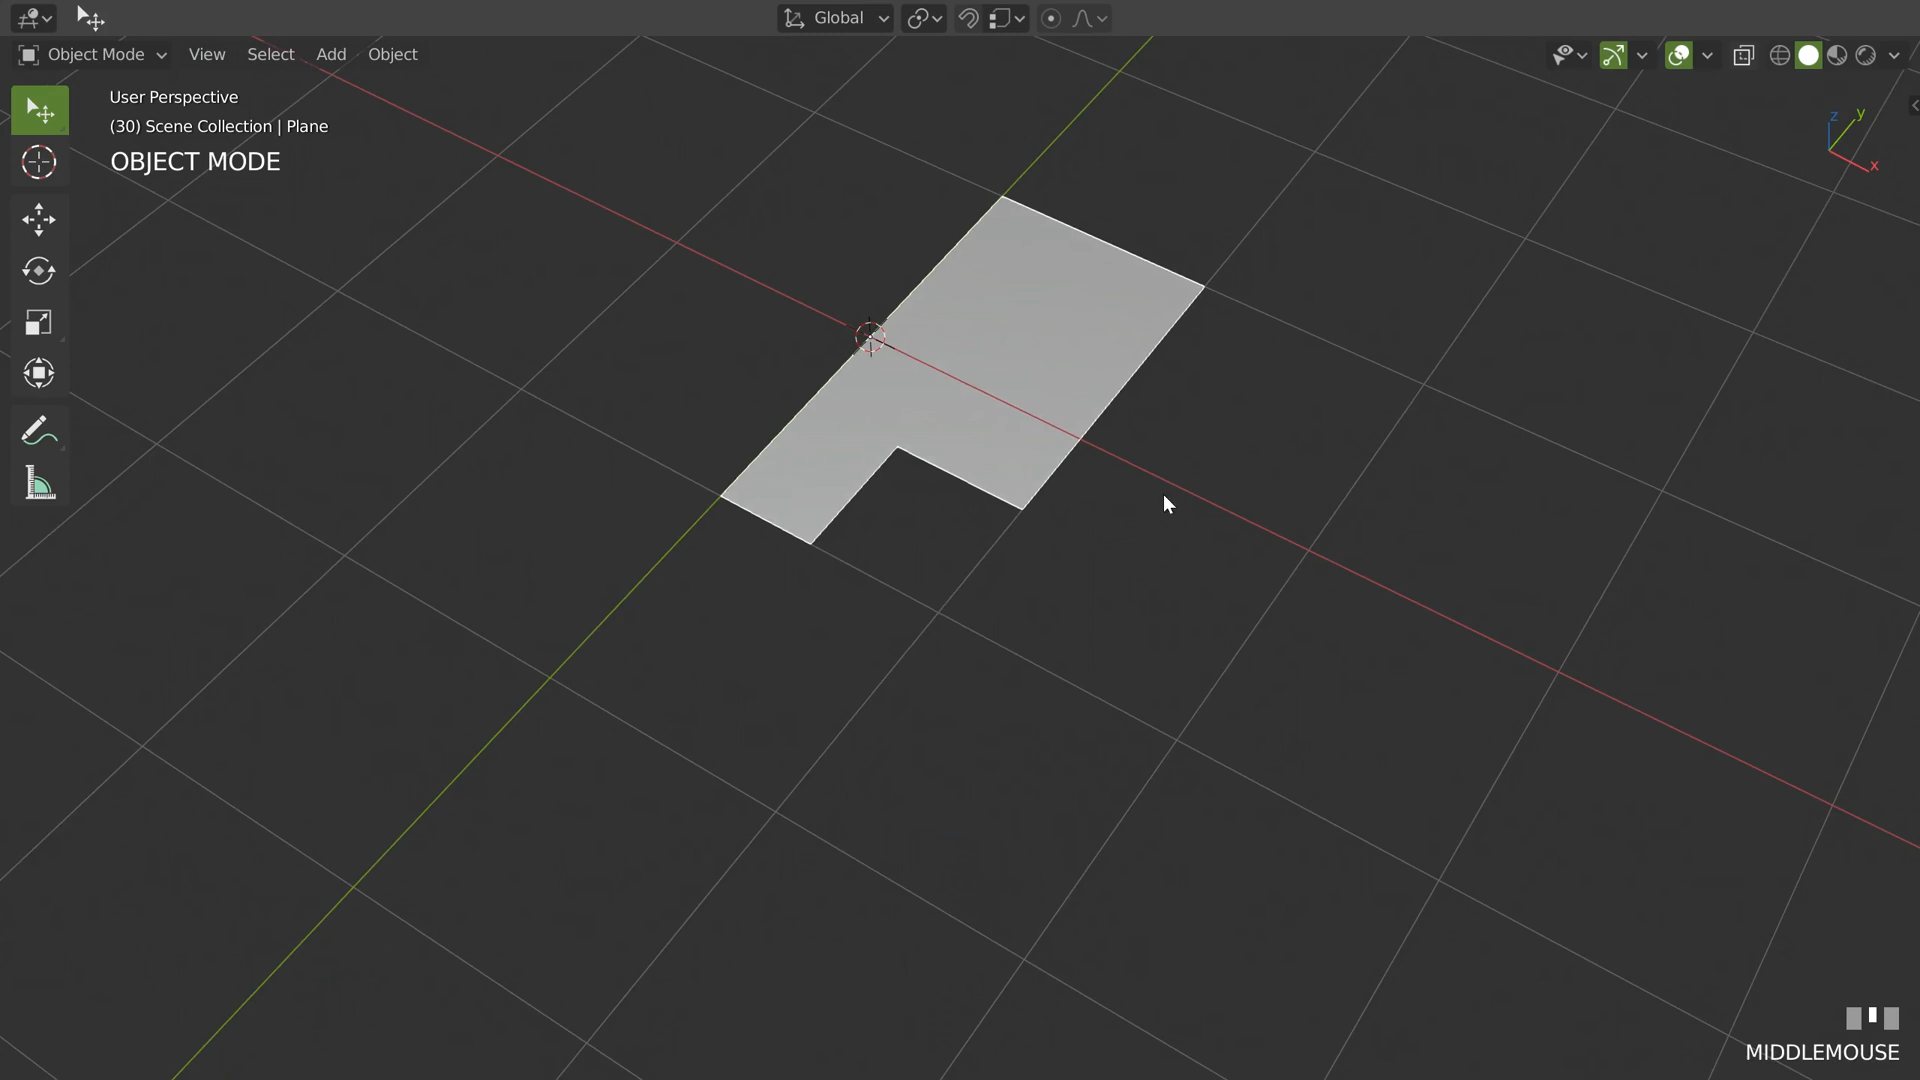 Global
Object Mode View Select Add Object
User Perspective
(30) Scene Collection | Plane
OBJECT MODE
z y
x
MIDDLEMOUSE